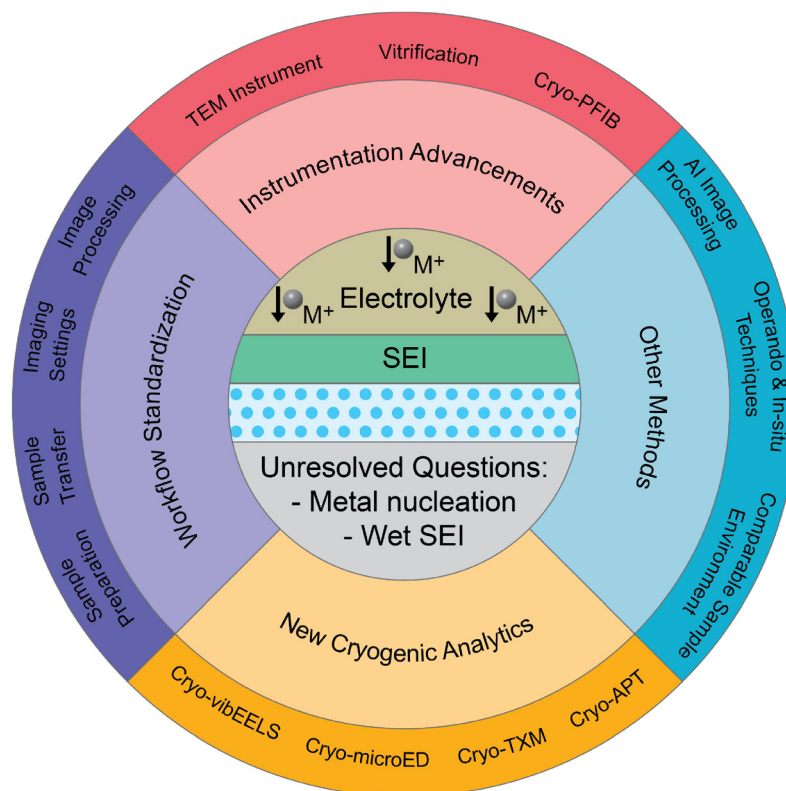 TEM Instrument
Vitrification
Cryo-PFIB
Instrumentation Advancements
AI Image
Processing
Operando & In-situ
Techniques
Comparable Sample
Environment
Other Methods
Image
Processing
Imaging
Settings
Sample
Transfer
Sample
Preparation
Workflow Standardization
M⁺
Electrolyte
M⁺
M⁺
SEI
Unresolved Questions:
- Metal nucleation
- Wet SEI
New Cryogenic Analytics
Cryo-vibEELS
Cryo-microED
Cryo-TXM
Cryo-APT